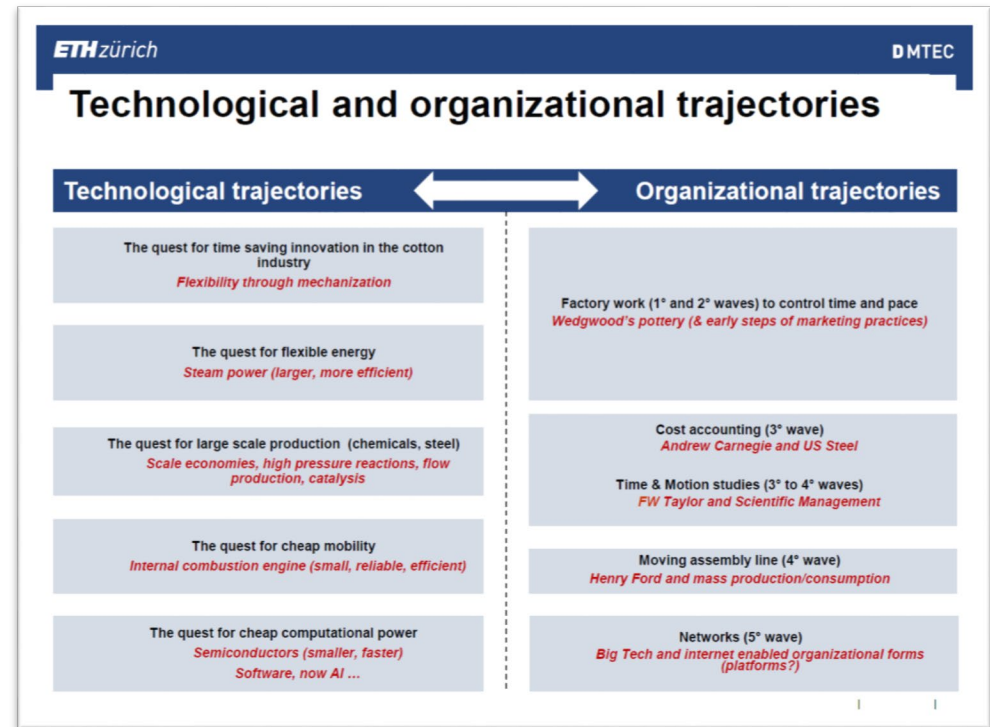 ETH zürich
D MTEC
Technological and organizational trajectories
Technological trajectories
Organizational trajectories
The quest for time saving innovation in the cotton
industry
Flexibility through mechanization
The quest for flexible energy
Steam power (larger, more efficient)
The quest for large scale production (chemicals, steel)
Scale economies, high pressure reactions, flow
production, catalysis
The quest for cheap mobility
Internal combustion engine (small, reliable, efficient)
The quest for cheap computational power
Semiconductors (smaller, faster)
Software, now AI ...
Factory work (1° and 2° waves) to control time and pace
Wedgwood's pottery (& early steps of marketing practices)
Cost accounting (3° wave)
Andrew Carnegie and US Steel
Time & Motion studies (3° to 4° waves)
FW Taylor and Scientific Management
Moving assembly line (4° wave)
Henry Ford and mass production/consumption
Networks (5° wave)
Big Tech and internet enabled organizational forms
(platforms?)